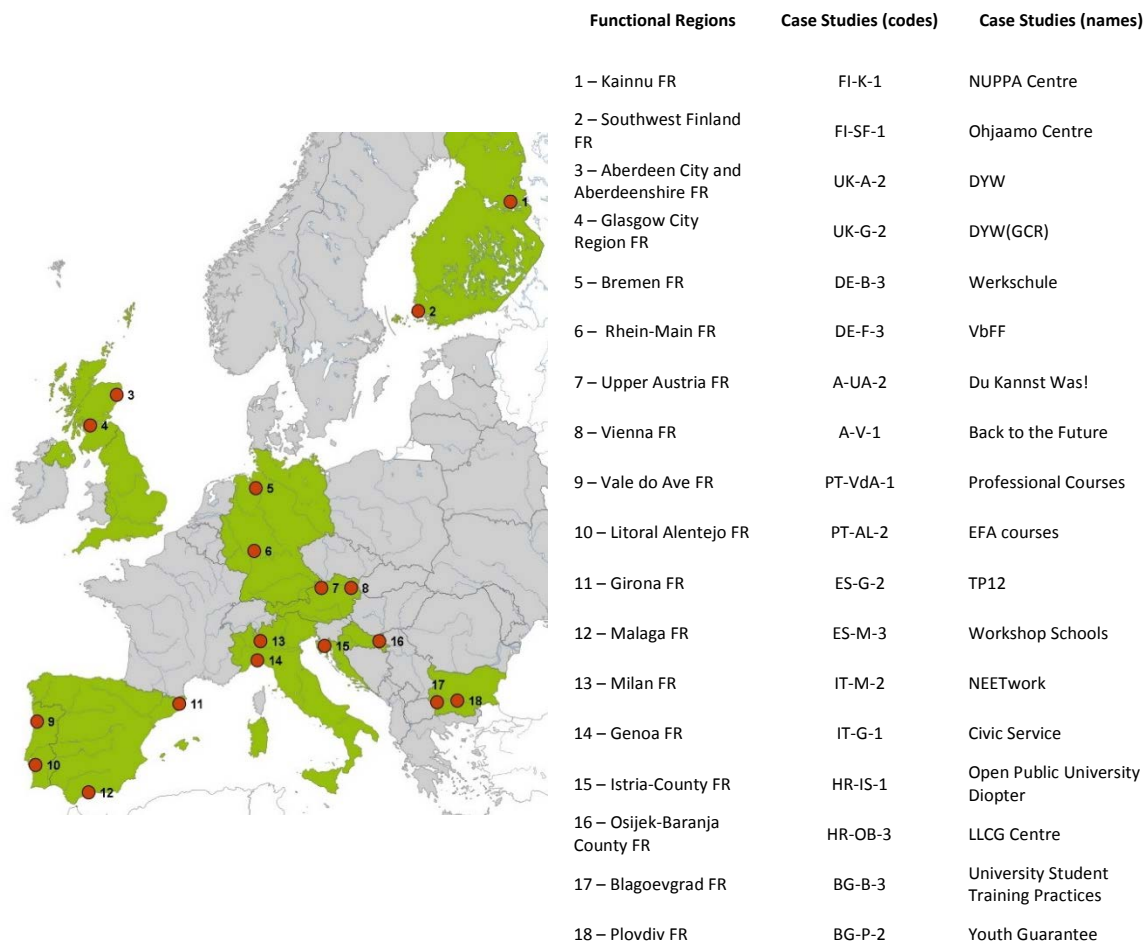 Functional Regions Case Studies (codes) Case Studies (names)
1 – Kainnu FR FI-K-1 NUPPA Centre
2 – Southwest Finland
FR FI-SF-1 Ohjaamo Centre
3 – Aberdeen City and
Aberdeenshire FR UK-A-2 DYW
4 – Glasgow City
Region FR UK-G-2 DYW(GCR)
5 – Bremen FR DE-B-3 Werkschule
6 – Rhein-Main FR DE-F-3 VbFF
7 – Upper Austria FR A-UA-2 Du Kannst Was!
8 – Vienna FR A-V-1 Back to the Future
9 – Vale do Ave FR PT-VdA-1 Professional Courses
10 – Litoral Alentejo FR PT-AL-2 EFA courses
11 – Girona FR ES-G-2 TP12
12 – Malaga FR ES-M-3 Workshop Schools
13 – Milan FR IT-M-2 NEETwork
14 – Genoa FR IT-G-1 Civic Service
15 – Istria-County FR HR-IS-1 Open Public University
Diopter
16 – Osijek-Baranja
County FR HR-OB-3 LLCG Centre
17 – Blagoevgrad FR BG-B-3 University Student
Training Practices
18 – Plovdiv FR BG-P-2 Youth Guarantee
1
2
3
4
5
6
7 8
13
14
15
16
17
18
11
9
10
12